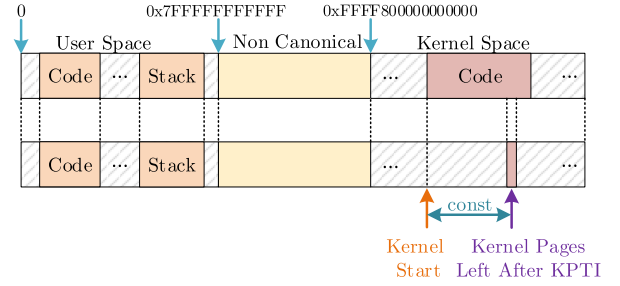 0 0x7FFFFFFFFFFF 0xFFFF800000000000
User Space Non Canonical Kernel Space
Code ... Stack ... Code ...
Code ... Stack ... ...
const
Kernel Start
Kernel Pages Left After KPTI